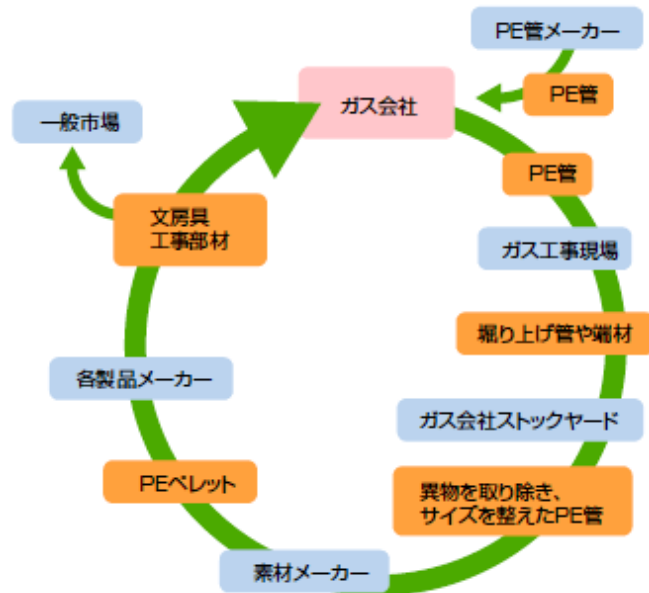 PE管メーカー
PE管
ガス会社
一般市場
PE管
文房具
工事部材
ガス工事現場
堀り上げ管や端材
各製品メーカー
ガス会社ストックヤード
PEペレット
異物を取り除き、
サイズを整えたPE管
素材メーカー